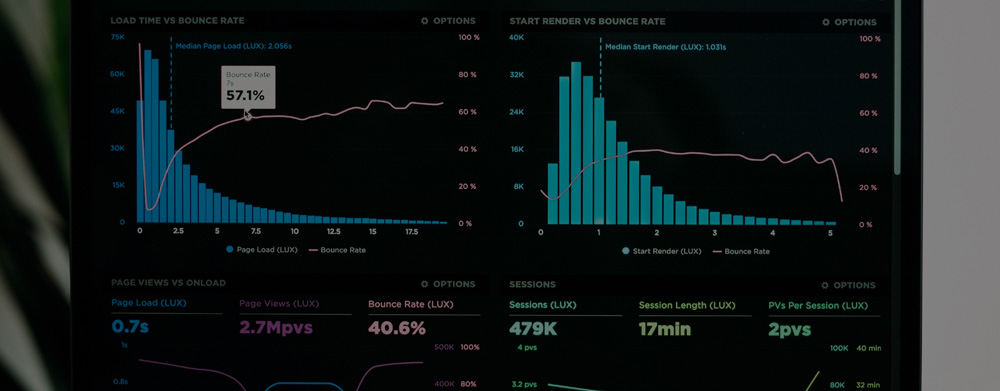 LOAD TIME VS BOUNCE RATE
OPTIONS
75K
60K
45K
30K
15K
0
Median Page Load (LUX): 2.056s
Bounce Rate
7s
57.1%
100 %
80 %
60 %
40 %
20 %
0 %
0 2.5 5 7.5 10 12.5 15 17.5
Page Load (LUX) Bounce Rate
START RENDER VS BOUNCE RATE
OPTIONS
40K
32K
24K
16K
8K
0
Median Start Render (LUX): 1.031s
100 %
80 %
60 %
40 %
20 %
0 %
0 1 2 3 4 5
Start Render (LUX) Bounce Rate
PAGE VIEWS VS ONLOAD
OPTIONS
Page Load (LUX) Page Views (LUX) Bounce Rate (LUX)
0.7s 2.7Mpvs 40.6%
1s 500K 100%
0.8s 400K 80%
SESSIONS
OPTIONS
Sessions (LUX) Session Length (LUX) PVs Per Session (LUX)
479K 17min 2pvs
4 pvs 100K 40 min
3.2 pvs 80K 32 min